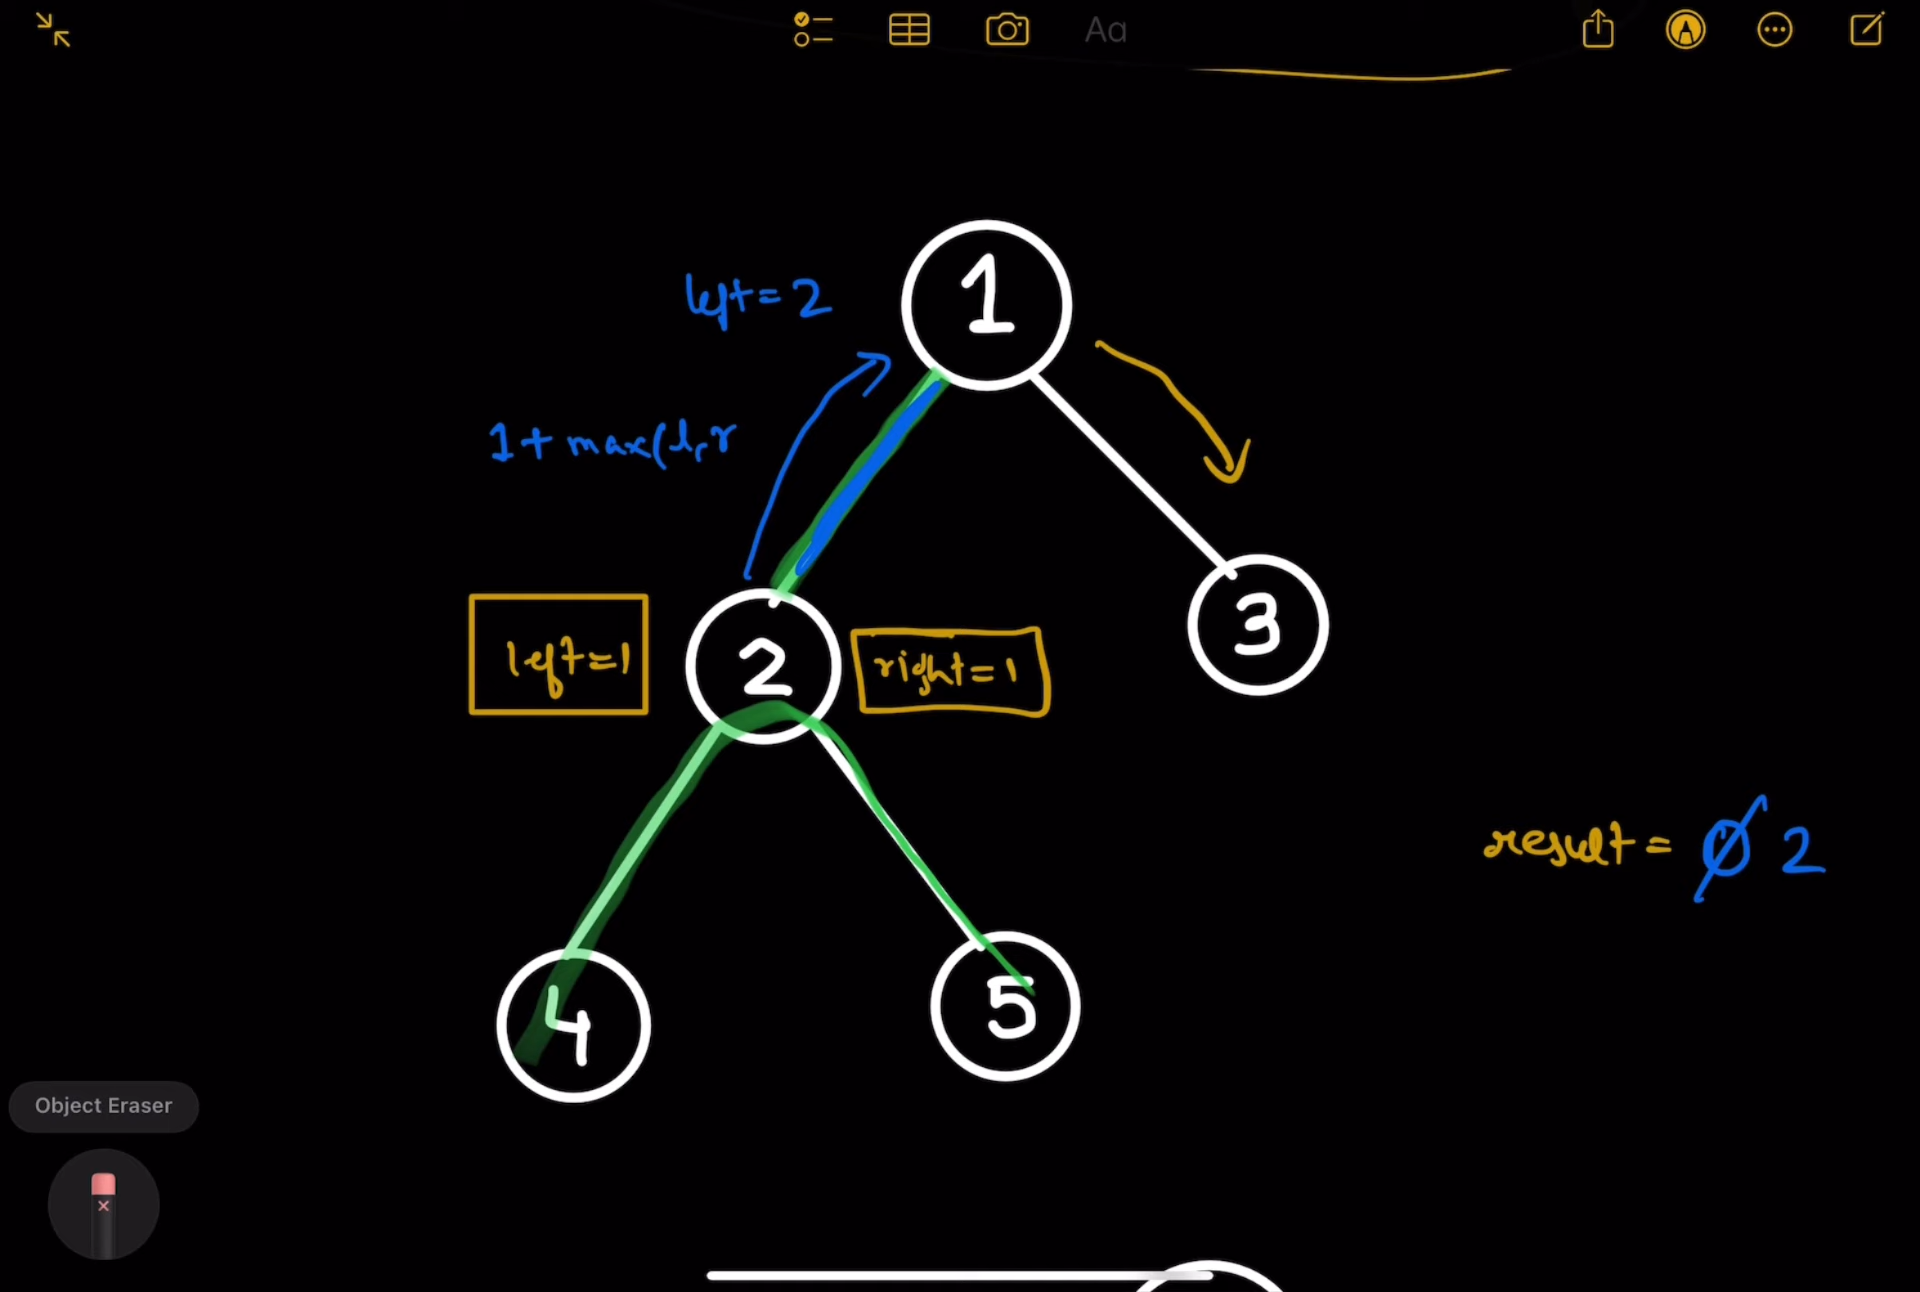 Aa
1
left=2
1+ max(l,r
3
left=1
2
right=1
result= 0 2
4
5
Object Eraser